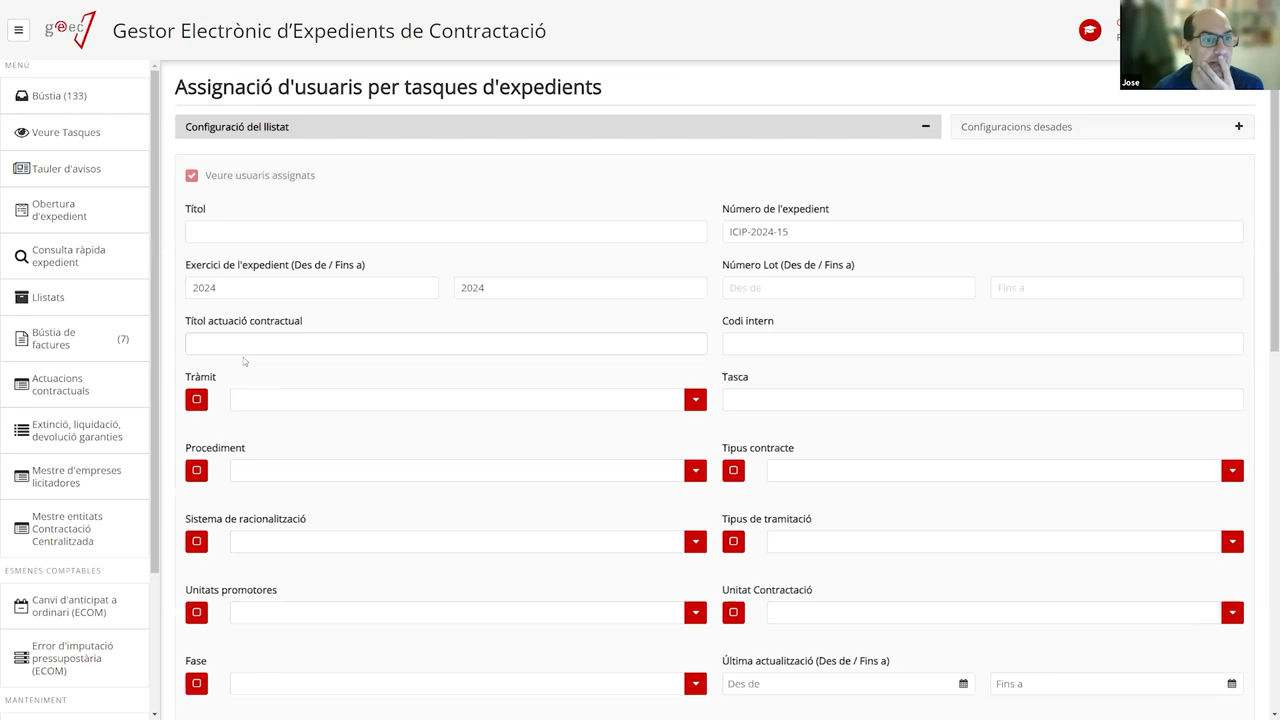 geec
Gestor Electrònic d'Expedients de Contractació
Jose
MENÚ
Bústia (133)
Veure Tasques
Tauler d'avisos
Obertura
d'expedient
Consulta ràpida
expedient
Llistats
Bústia de
factures
(7)
Actuacions
contractuals
Extinció, liquidació,
devolució garanties
Mestre d'empreses
licitadores
Mestre entitats
Contractació
Centralitzada
ESMENES COMPTABLES
Canvi d'anticipat a
ordinari (ECOM)
Error d'imputació
pressupostària
(ECOM)
MANTENIMENT
Assignació d'usuaris per tasques d'expedients
Configuració del llistat
Configuracions desades
Veure usuaris assignats
Títol
Número de l'expedient
ICIP-2024-15
Exercici de l'expedient (Des de / Fins a)
Número Lot (Des de / Fins a)
2024
2024
Des de
Fins a
Títol actuació contractual
Codi intern
Tràmit
Tasca
Procediment
Tipus contracte
Sistema de racionalització
Tipus de tramitació
Unitats promotores
Unitat Contractació
Fase
Última actualització (Des de / Fins a)
Des de
Fins a